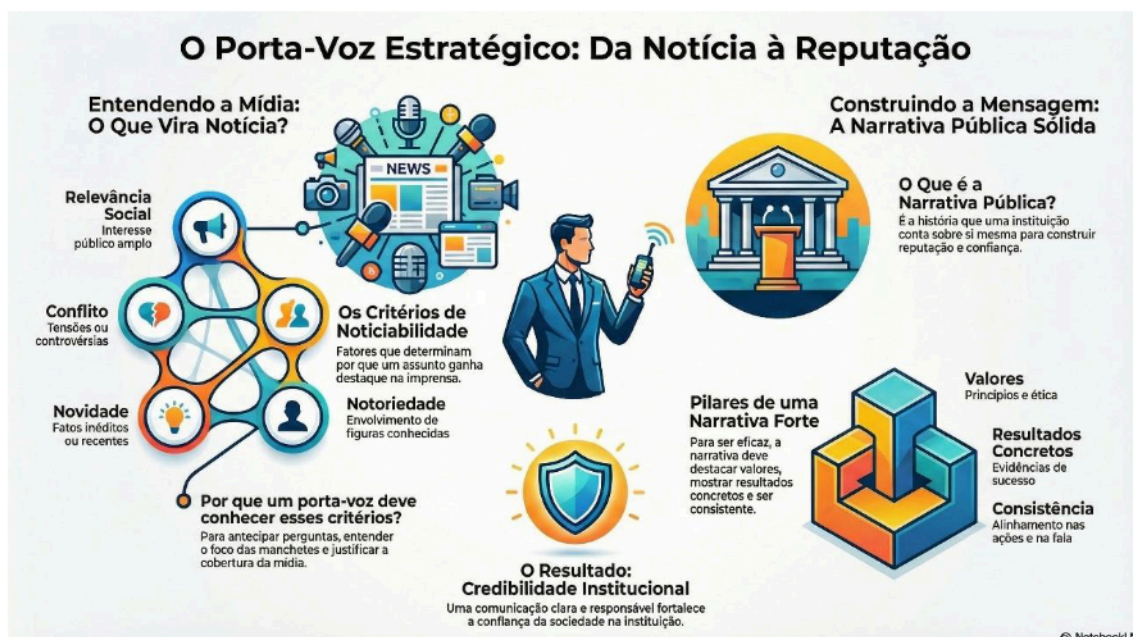 O Porta-Voz Estratégico: Da Notícia à Reputação
Entendendo a Mídia:
O Que Vira Notícia?
NEWS
Relevância
Social
Interesse
público amplo
Conflito
Tensões ou
controvérsias
Novidade
Fatos inéditos
ou recentes
Os Critérios de
Noticiabilidade
Fatores que determinam
por que um assunto ganha
destaque na imprensa.
Notoriedade
Envolvimento de
figuras conhecidas
Por que um porta-voz deve
conhecer esses critérios?
Para antecipar perguntas, entender
o foco das manchetes e justificar a
cobertura da mídia.
O Resultado:
Credibilidade Institucional
Uma comunicação clara e responsável fortalece
a confiança da sociedade na instituição.
Construindo a Mensagem:
A Narrativa Pública Sólida
O Que é a
Narrativa Pública?
É a história que uma instituição
conta sobre si mesma para construir
reputação e confiança.
Pilares de uma
Narrativa Forte
Para ser eficaz, a
narrativa deve
destacar valores,
mostrar resultados
concretos e ser
consistente.
Valores
Princípios e ética
Resultados
Concretos
Evidências de
sucesso
Consistência
Alinhamento nas
ações e na fala